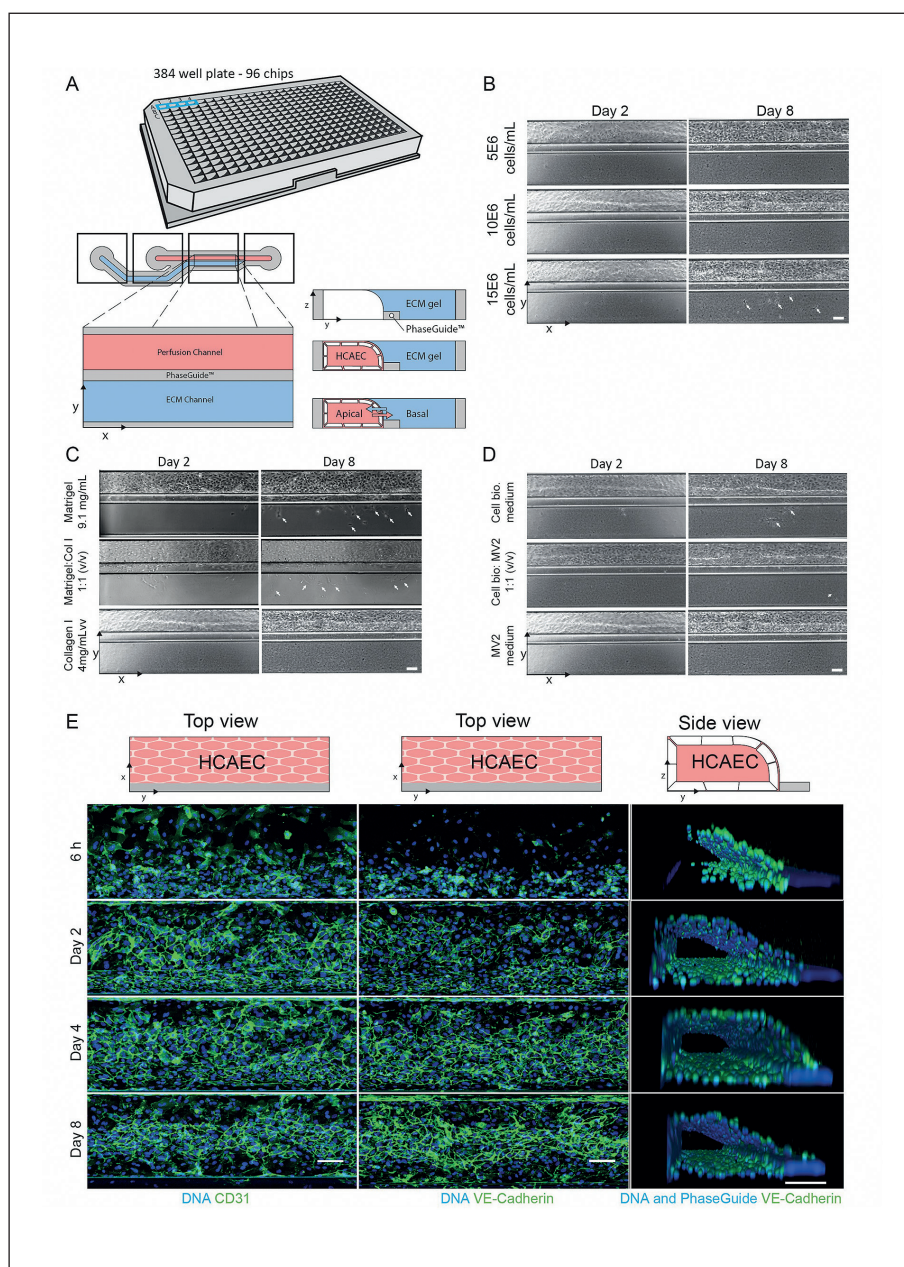 A
384 well plate - 96 chips
z
y
ECM gel
PhaseGuide™
HCAEC
ECM gel
Apical
Basal
Perfusion Channel
PhaseGuide™
ECM Channel
y
x
B
Day 2
Day 8
5E6
cells/mL
10E6
cells/mL
15E6
cells/mL
y
x
C
Day 2
Day 8
Matrigel
9.1 mg/mL
Matrigel:Col I
1:1 (v/v)
Collagen I
4mg/mLvv
y
x
D
Day 2
Day 8
Cell bio.
medium
Cell bio: MV2
1:1 (v/v)
MV2
medium
y
x
E
Top view
Top view
Side view
HCAEC
x
y
HCAEC
x
y
HCAEC
z
y
6 h
Day 2
Day 4
Day 8
DNA CD31
DNA VE-Cadherin
DNA and PhaseGuide VE-Cadherin